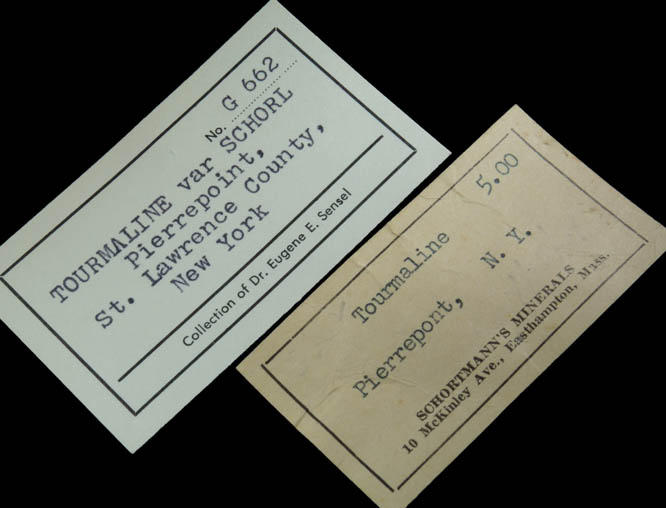 No. G 662
TOURMALINE var SCHORL
Pierrepoint,
St. Lawrence County,
New York
Collection of Dr. Eugene E. Sensel
5.00
Tourmaline
Pierrepont, N. Y.
SCHORTMANN'S MINERALS
10 McKinley Ave., Easthampton, Mass.